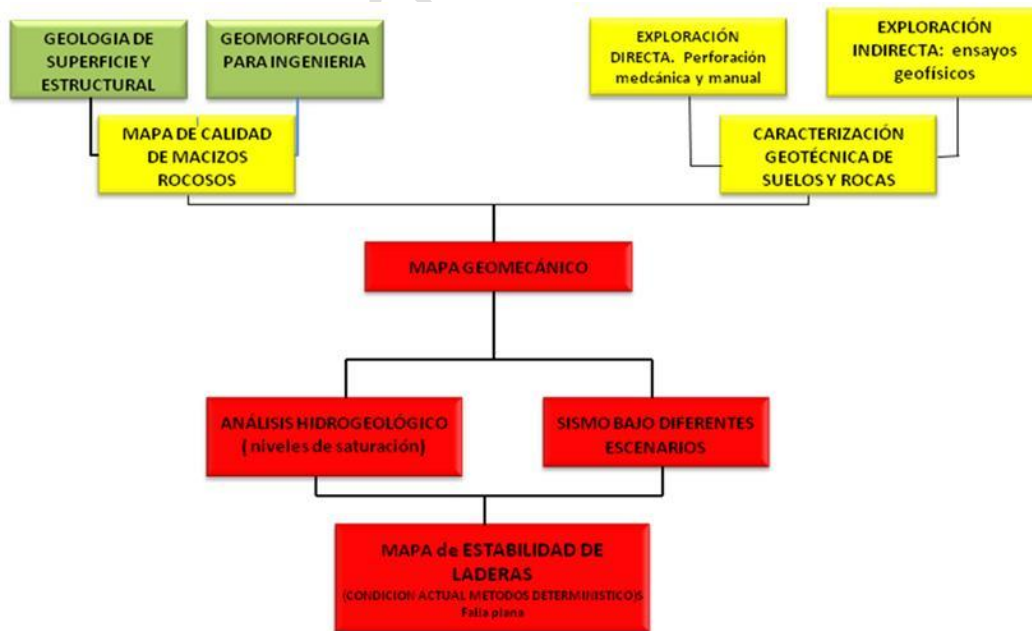 GEOLOGIA DE
SUPERFICIE Y
ESTRUCTURAL
GEOMORFOLOGIA
PARA INGENIERIA
EXPLORACIÓN
DIRECTA. Perforación
medcánica y manual
EXPLORACIÓN
INDIRECTA: ensayos
geofísicos
MAPA DE CALIDAD
DE MACIZOS
ROCOSOS
CARACTERIZACIÓN
GEOTÉCNICA DE
SUELOS Y ROCAS
MAPA GEOMECÁNICO
ANÁLISIS HIDROGEOLÓGICO
( niveles de saturación)
SISMO BAJO DIFERENTES
ESCENARIOS
MAPA de ESTABILIDAD DE
LADERAS
(CONDICION ACTUAL METODOS DETERMINISTICO)S
Falla plana